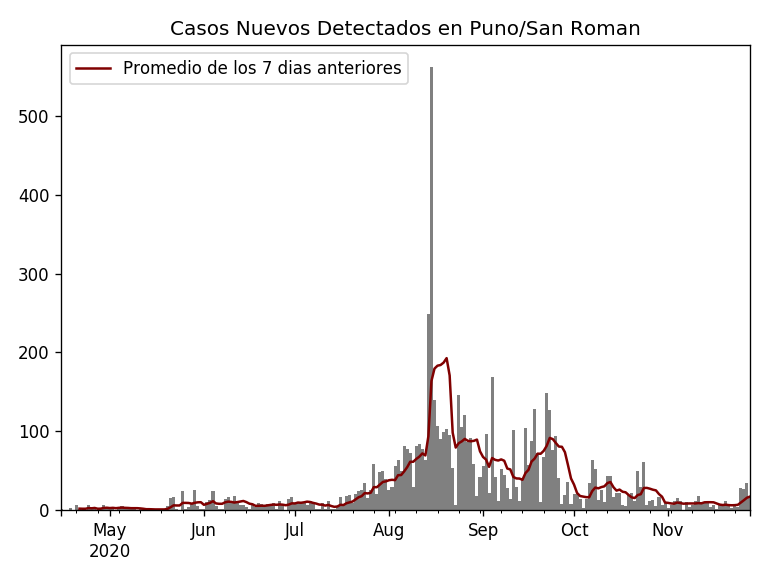 Casos Nuevos Detectados en Puno/San Roman
Promedio de los 7 dias anteriores
500
400
300
200
100
0
May Jun Jul Aug Sep Oct Nov
2020